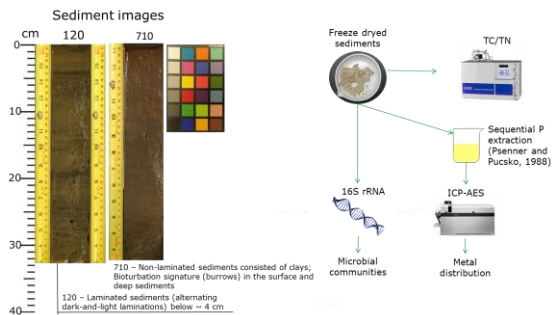 Sediment images
cm 120 710
0
10
20
30
40
710 – Non-laminated sediments consisted of clays;
Bioturbation signature (burrows) in the surface and
deep sediments
120 – Laminated sediments (alternating
dark-and-light laminations) below ~ 4 cm
Freeze dryed
sediments
TC/TN
Sequential P
extraction
(Psenner and
Pucsko, 1988)
16S rRNA
ICP-AES
Microbial
communities
Metal
distribution